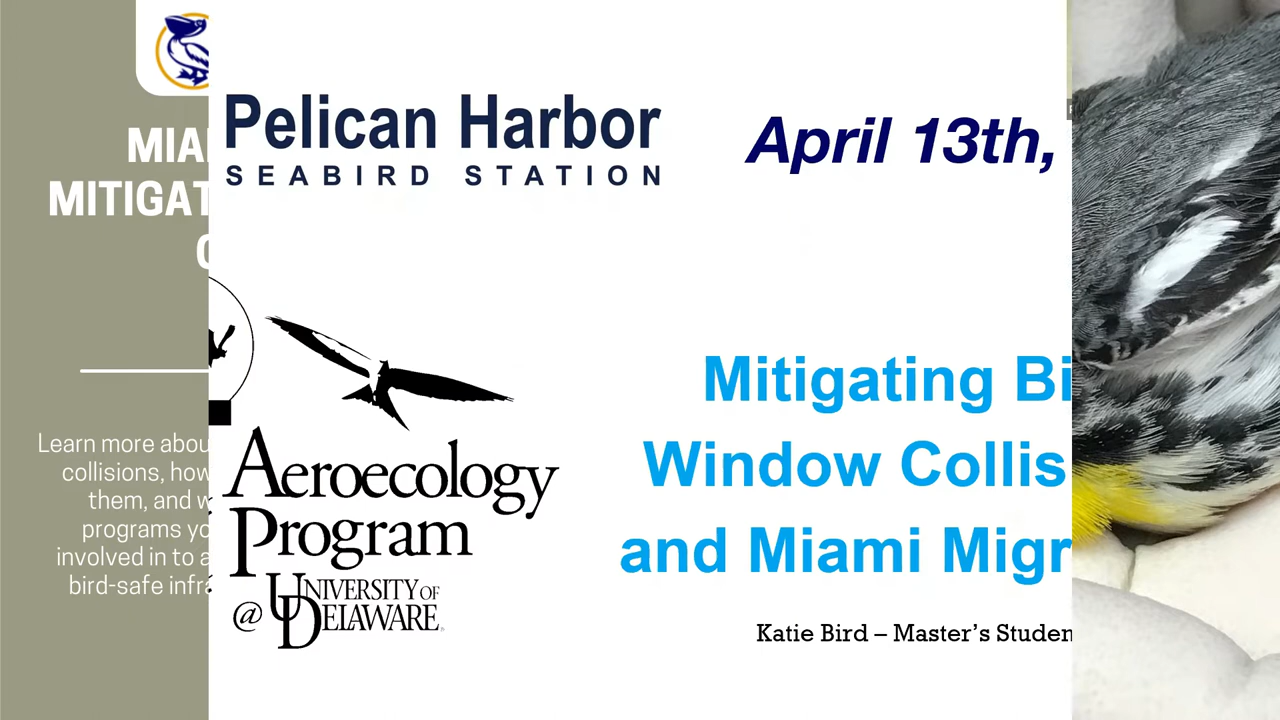 Pelican Harbor
SEABIRD STATION
April 13th,
MITIGAT
Learn more abou
collisions, how
them, and w
programs yo
involved in to a
bird-safe infra
Aeroecology
Program
@ UNIVERSITY OF
DELAWARE
Mitigating Bi
Window Collis
and Miami Migr
Katie Bird – Master's Studen